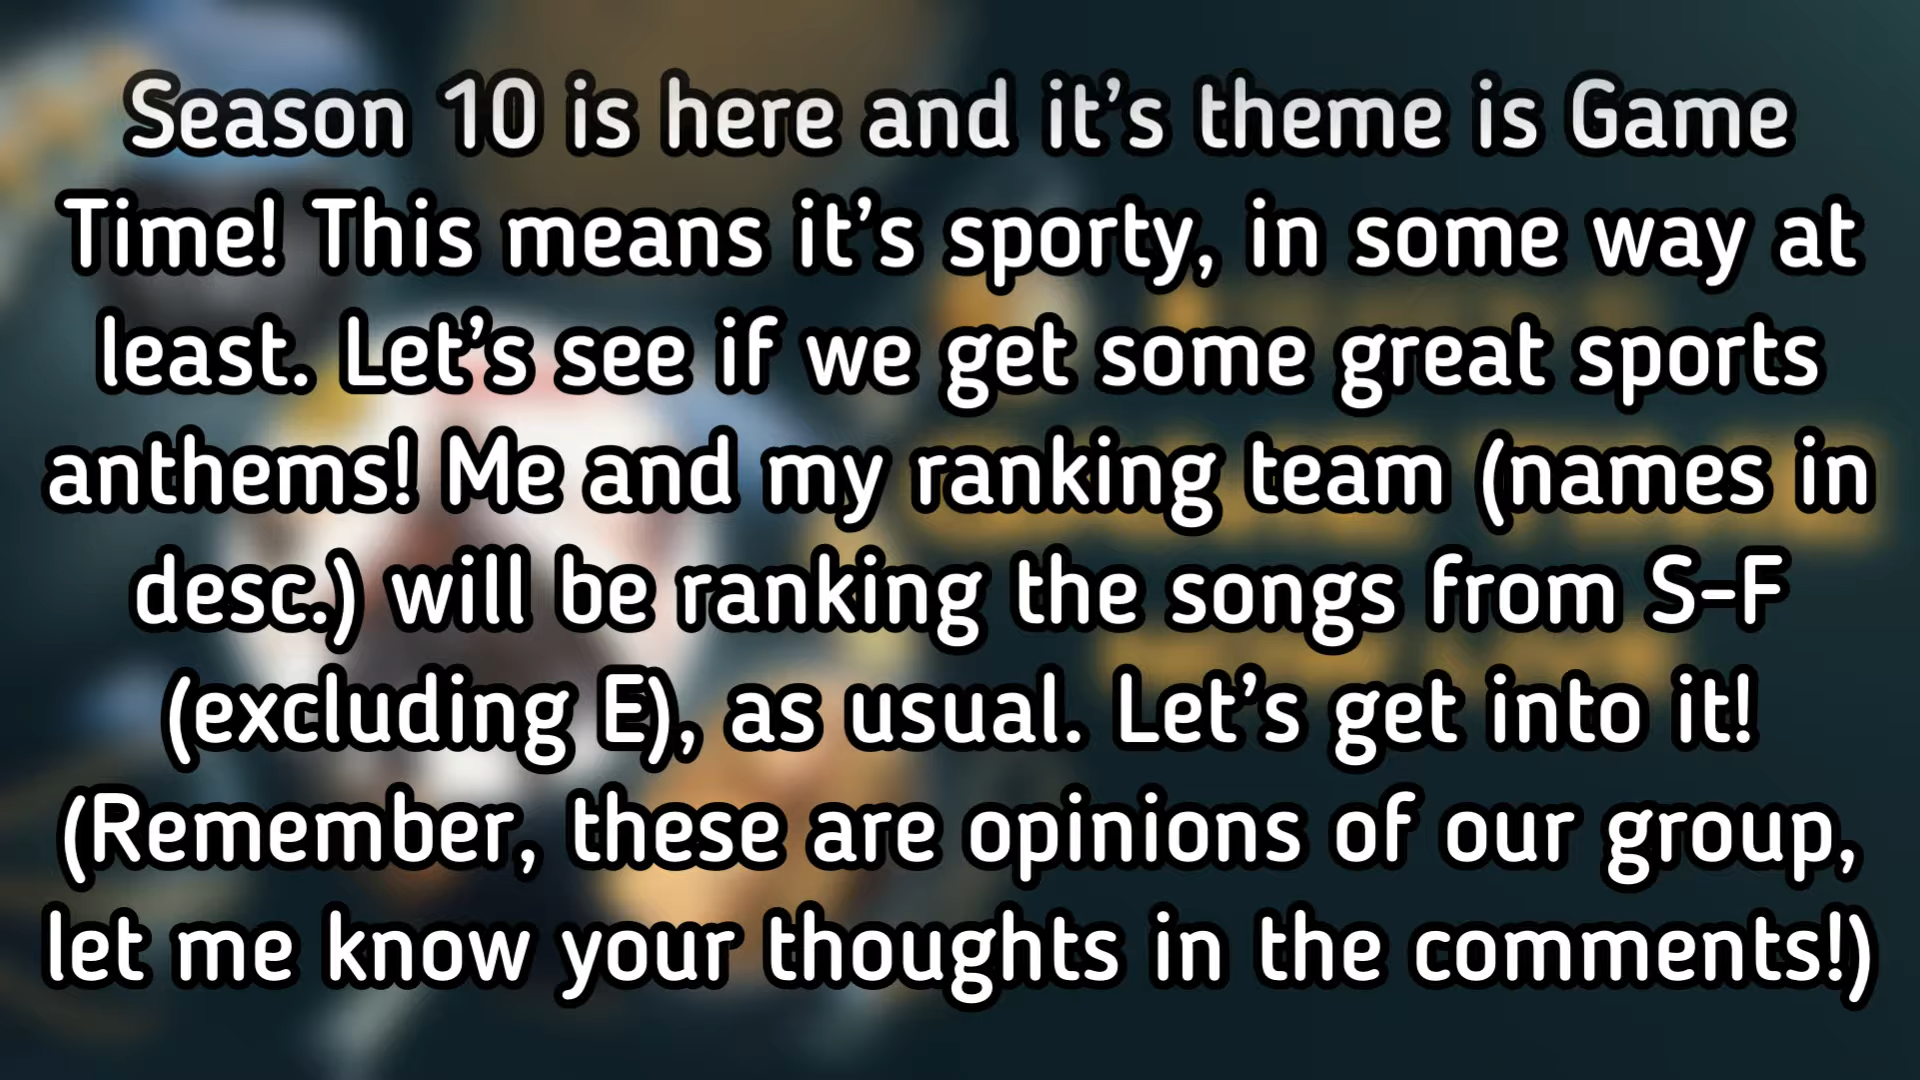 Season 10 is here and it’s theme is Game
Time! This means it’s sporty, in some way at
least. Let’s see if we get some great sports
anthems! Me and my ranking team (names in
desc.) will be ranking the songs from S-F
(excluding E), as usual. Let’s get into it!
(Remember, these are opinions of our group,
let me know your thoughts in the comments!)